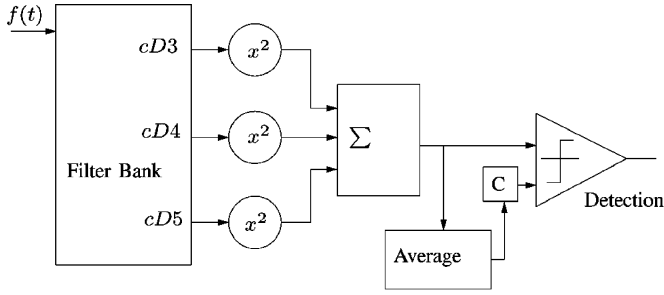 f(t)
cD3
x²
cD4
x²
Σ
Filter Bank
C
cD5
x²
Detection
Average